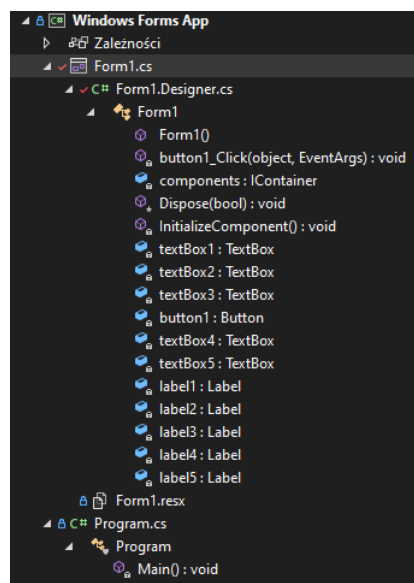 C# Windows Forms App
Zależności
Form1.cs
C# Form1.Designer.cs
Form1
Form1()
button1_Click(object, EventArgs) : void
components : IContainer
Dispose(bool) : void
InitializeComponent() : void
textBox1 : TextBox
textBox2 : TextBox
textBox3 : TextBox
button1 : Button
textBox4 : TextBox
textBox5 : TextBox
label1 : Label
label2 : Label
label3 : Label
label4 : Label
label5 : Label
Form1.resx
C# Program.cs
Program
Main() : void